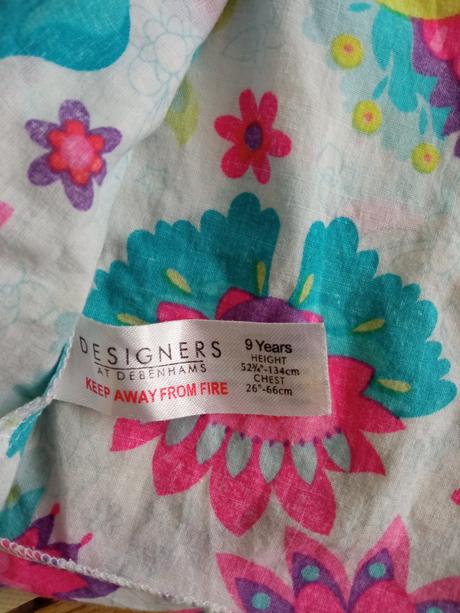 DESIGNERS
AT DEBENHAMS
KEEP AWAY FROM FIRE
9 Years
HEIGHT
52¾"-134cm
CHEST
26"-66cm